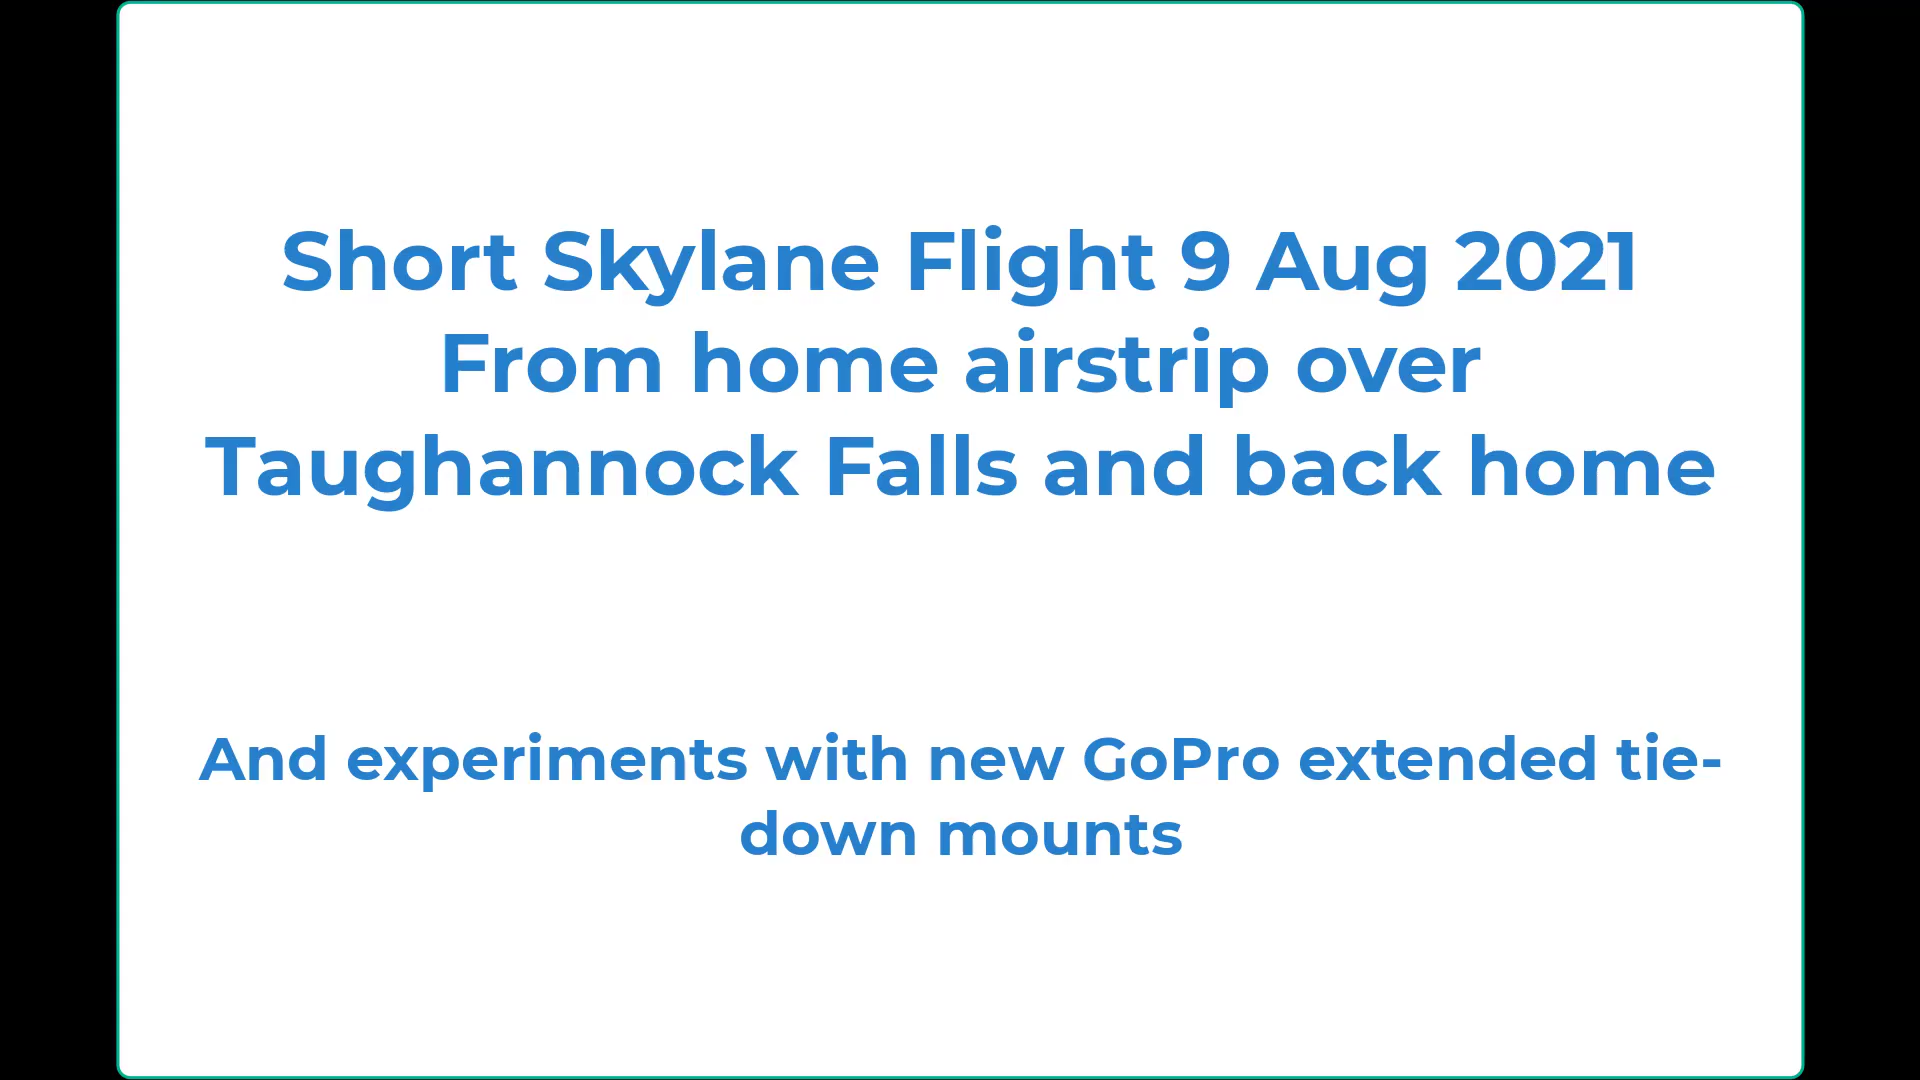 Short Skylane Flight 9 Aug 2021
From home airstrip over
Taughannock Falls and back home
And experiments with new GoPro extended tie-
down mounts